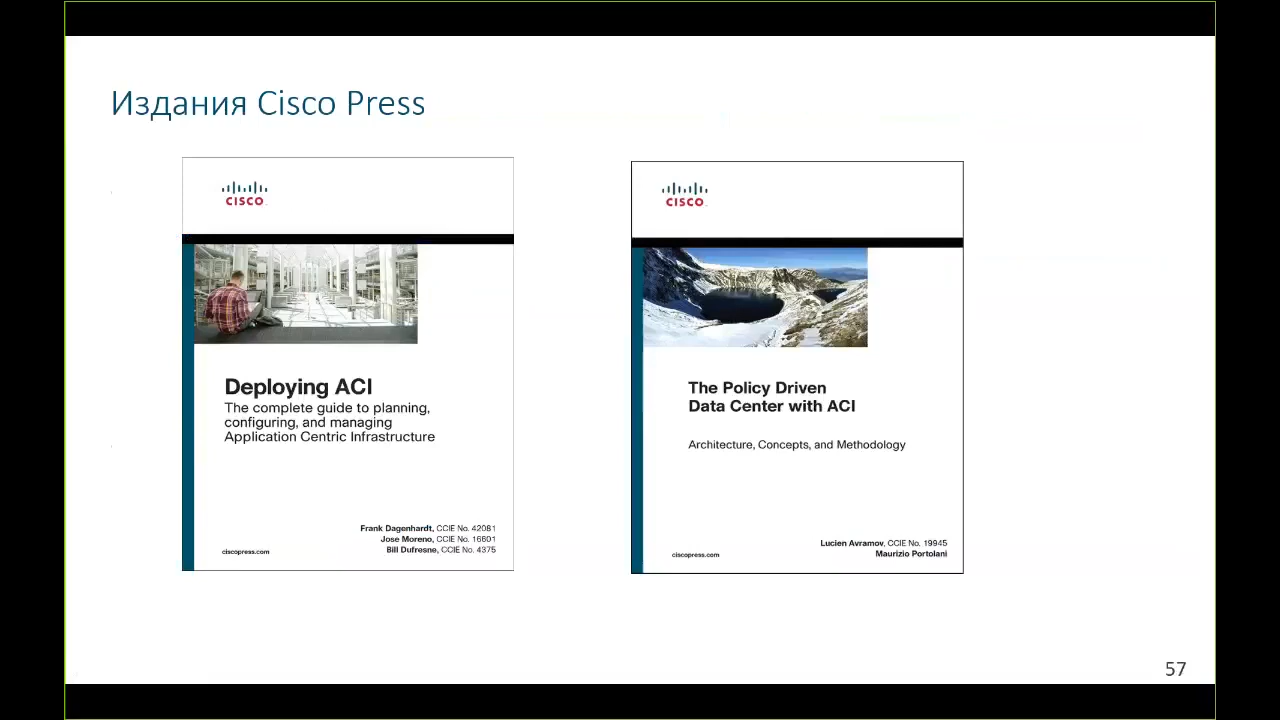 Издания Cisco Press
CISCO
Deploying ACI
The complete guide to planning,
configuring, and managing
Application Centric Infrastructure
Frank Dagenhardt, CCIE No. 42081
Jose Moreno, CCIE No. 16601
Bill Dufresne, CCIE No. 4375
ciscopress.com
CISCO
The Policy Driven
Data Center with ACI
Architecture, Concepts, and Methodology
Lucien Avramov, CCIE No. 19945
Maurizio Portolani
ciscopress.com
57